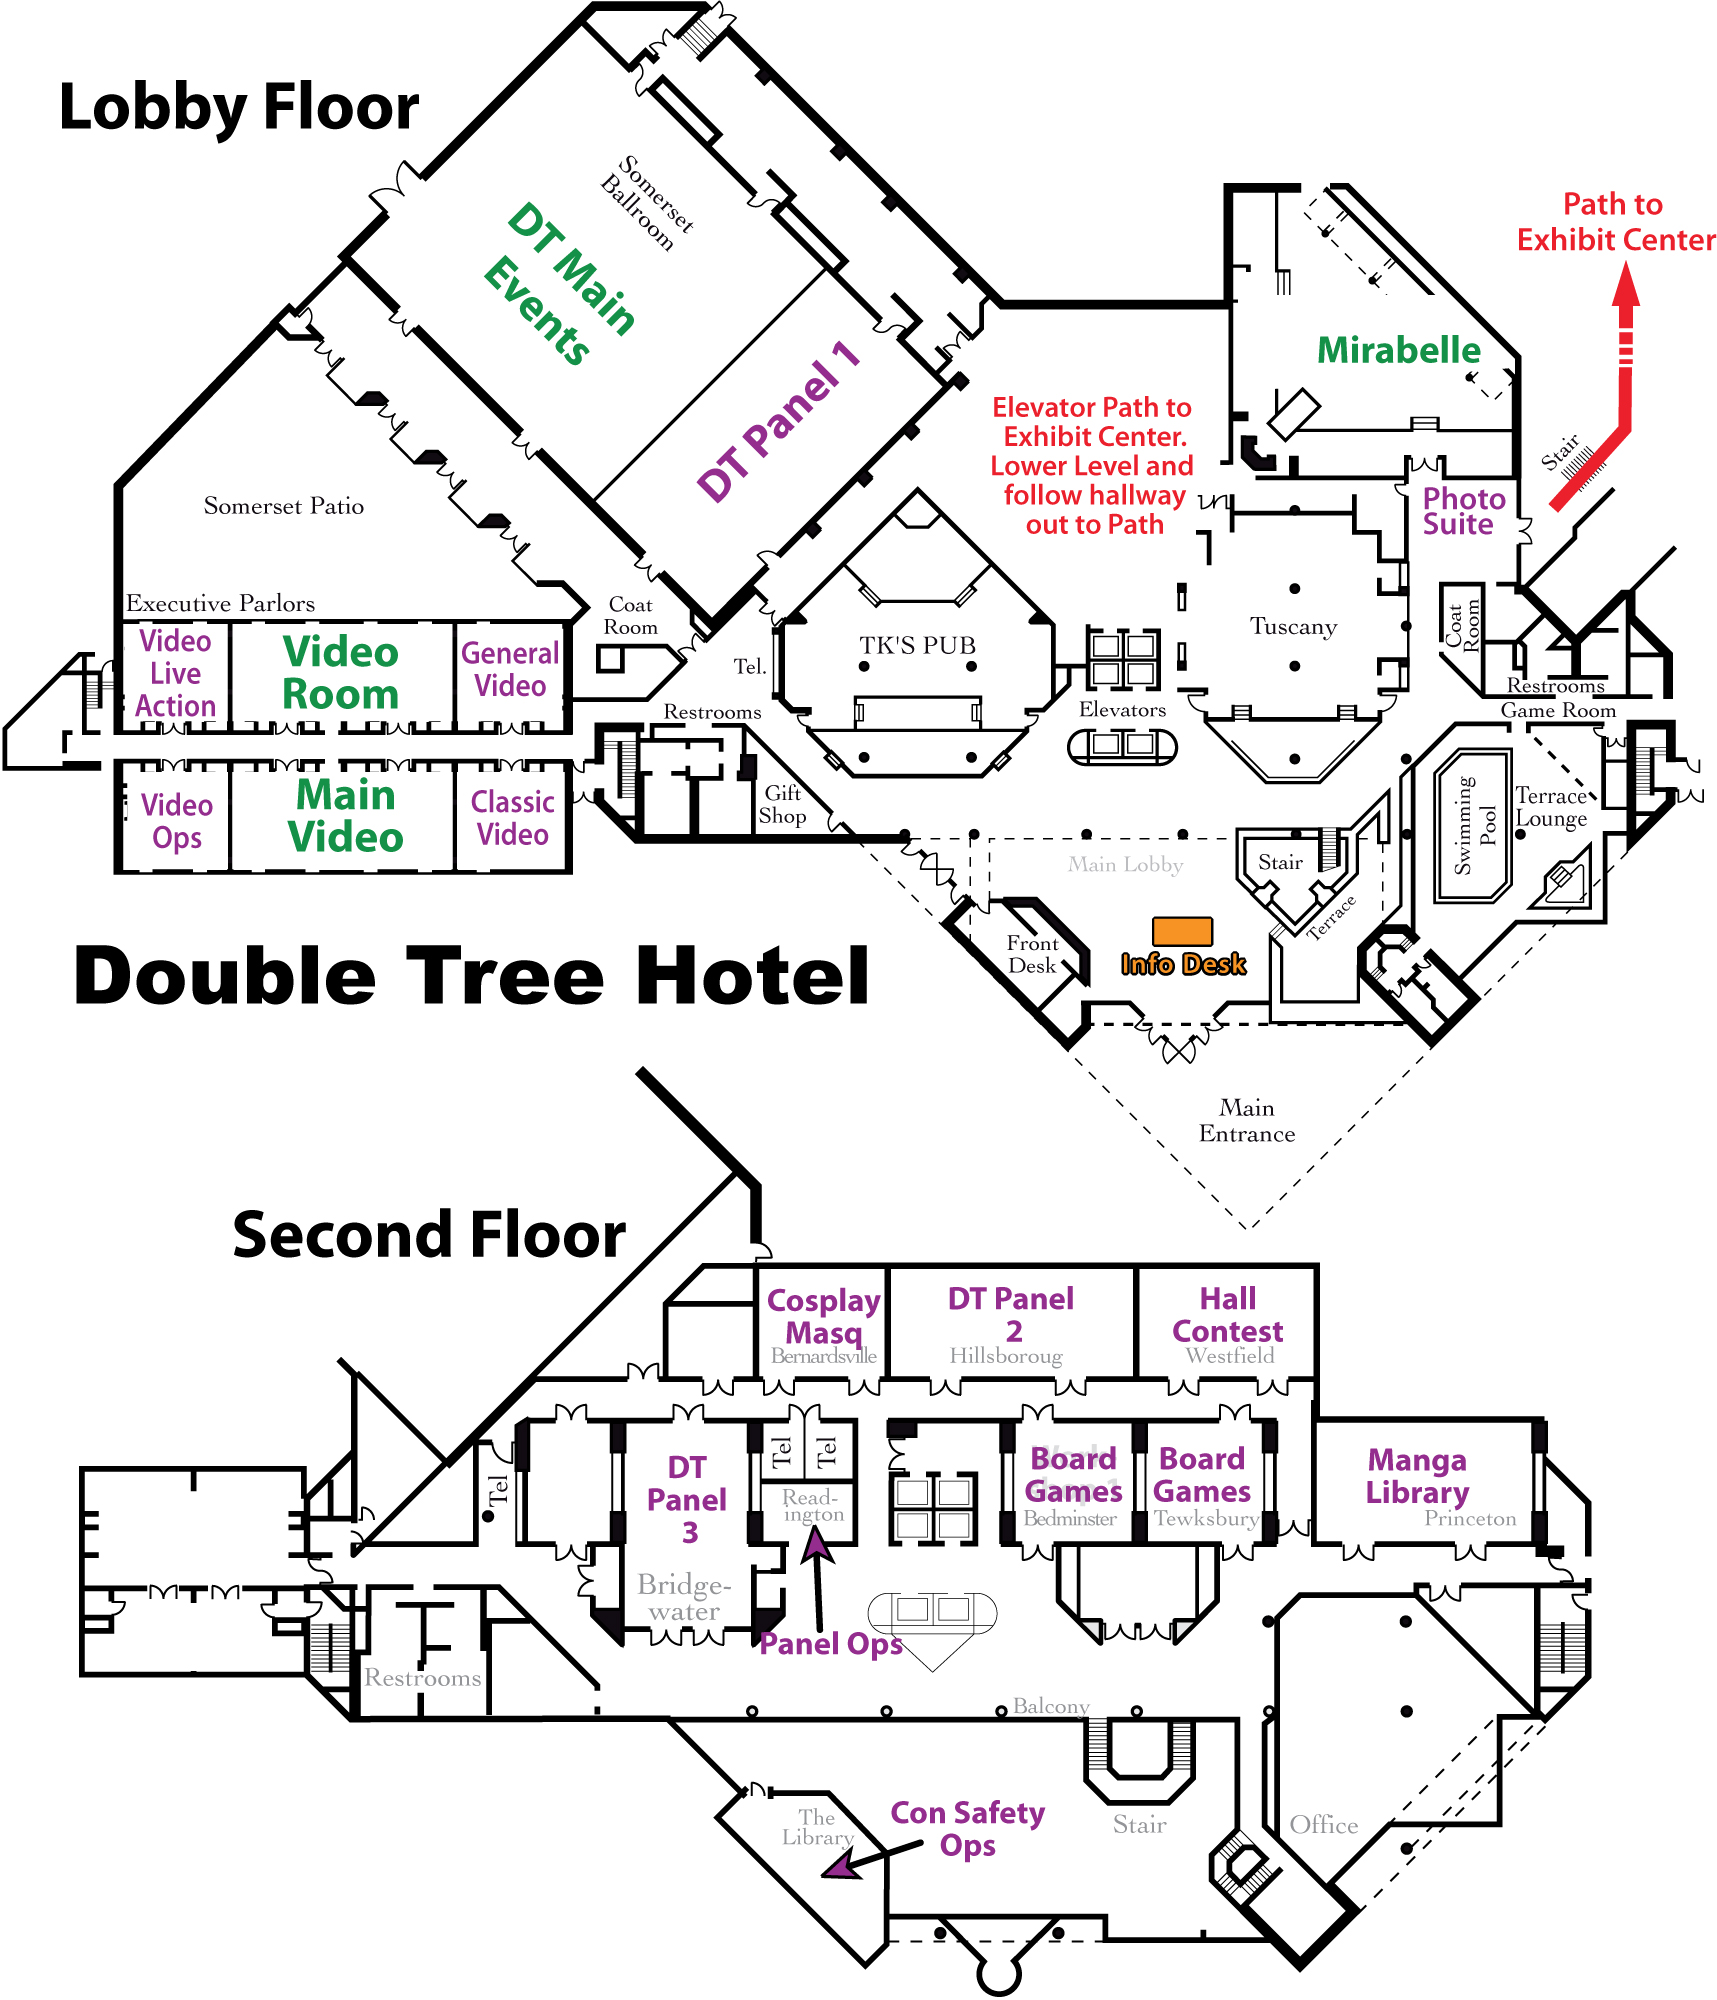 Lobby Floor
Somerset
Ballroom
DT Main
Events
DT Panel 1
Path to
Exhibit Center
Mirabelle
Elevator Path to
Exhibit Center.
Lower Level and
follow hallway
out to Path
Stair
Photo
Suite
Somerset Patio
Executive Parlors
Coat
Room
Video
Live
Action
Video
Room
General
Video
Tel.
TK'S PUB
Tuscany
Coat
Room
Restrooms
Game Room
Elevators
Restrooms
Gift
Shop
Video
Ops
Main
Video
Classic
Video
Swimming
Pool
Terrace
Lounge
Main Lobby
Stair
Terrace
Front
Desk
Info Desk
Double Tree Hotel
Main
Entrance
Second Floor
Cosplay
Masq
Bernardsville
DT Panel
2
Hillsboroug
Hall
Contest
Westfield
Tel
DT
Panel
3
Bridge-
water
Tel
Tel
Read-
ington
Panel Ops
Board
Games
Bedminster
Board
Games
Tewksbury
Manga
Library
Princeton
Restrooms
Balcony
The
Library
Con Safety
Ops
Stair
Office